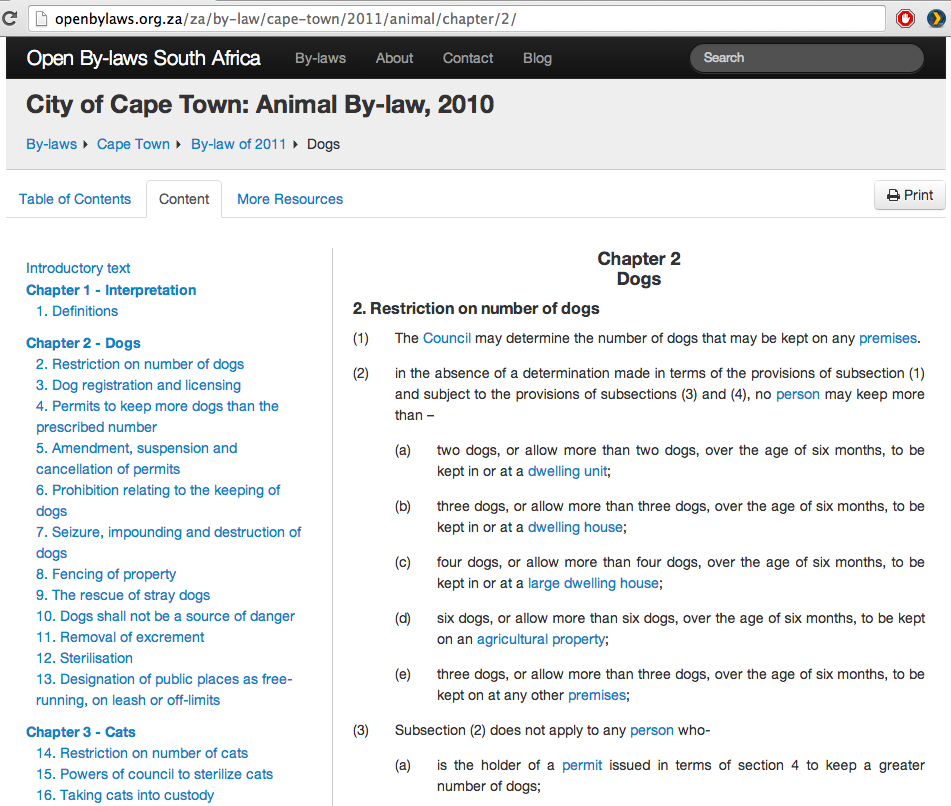 openbylaws.org.za/za/by-law/cape-town/2011/animal/chapter/2/
Open By-laws South Africa By-laws About Contact Blog Search
City of Cape Town: Animal By-law, 2010
By-laws Cape Town By-law of 2011 Dogs
Table of Contents Content More Resources Print
Introductory text
Chapter 1 - Interpretation
1. Definitions
Chapter 2 - Dogs
2. Restriction on number of dogs
3. Dog registration and licensing
4. Permits to keep more dogs than the
prescribed number
5. Amendment, suspension and
cancellation of permits
6. Prohibition relating to the keeping of
dogs
7. Seizure, impounding and destruction of
dogs
8. Fencing of property
9. The rescue of stray dogs
10. Dogs shall not be a source of danger
11. Removal of excrement
12. Sterilisation
13. Designation of public places as free-
running, on leash or off-limits
Chapter 3 - Cats
14. Restriction on number of cats
15. Powers of council to sterilize cats
16. Taking cats into custody
Chapter 2
Dogs
2. Restriction on number of dogs
(1) The Council may determine the number of dogs that may be kept on any premises.
(2) in the absence of a determination made in terms of the provisions of subsection (1)
and subject to the provisions of subsections (3) and (4), no person may keep more
than –
(a) two dogs, or allow more than two dogs, over the age of six months, to be
kept in or at a dwelling unit;
(b) three dogs, or allow more than three dogs, over the age of six months, to be
kept in or at a dwelling house;
(c) four dogs, or allow more than four dogs, over the age of six months, to be
kept in or at a large dwelling house;
(d) six dogs, or allow more than six dogs, over the age of six months, to be kept
on an agricultural property;
(e) three dogs, or allow more than three dogs, over the age of six months, to be
kept on at any other premises;
(3) Subsection (2) does not apply to any person who-
(a) is the holder of a permit issued in terms of section 4 to keep a greater
number of dogs;